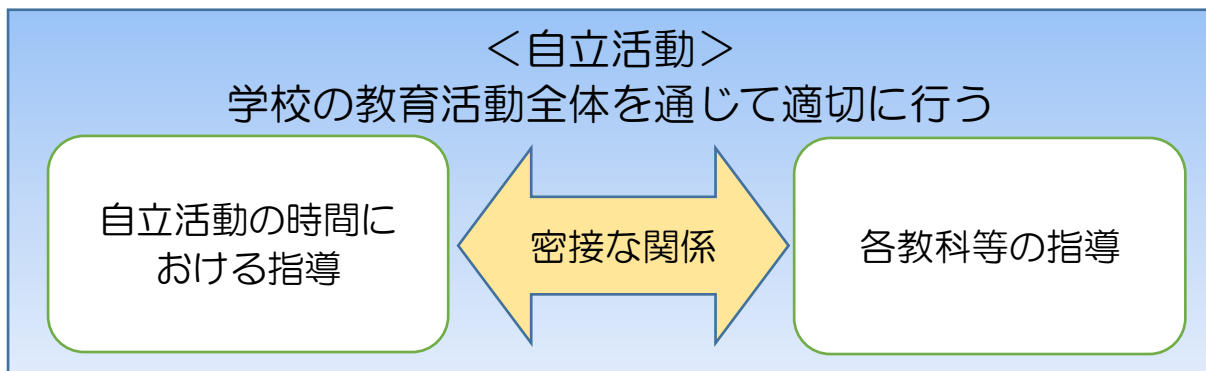 ＜自立活動＞
学校の教育活動全体を通じて適切に行う
自立活動の時間に
おける指導
密接な関係
各教科等の指導